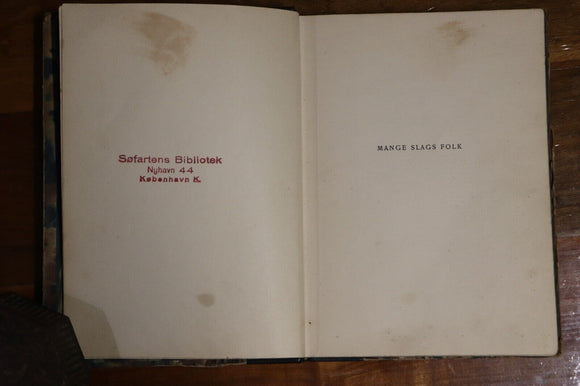 Søfartens Bibliotek
Nyhavn 44
København K.
MANGE SLAGS FOLK